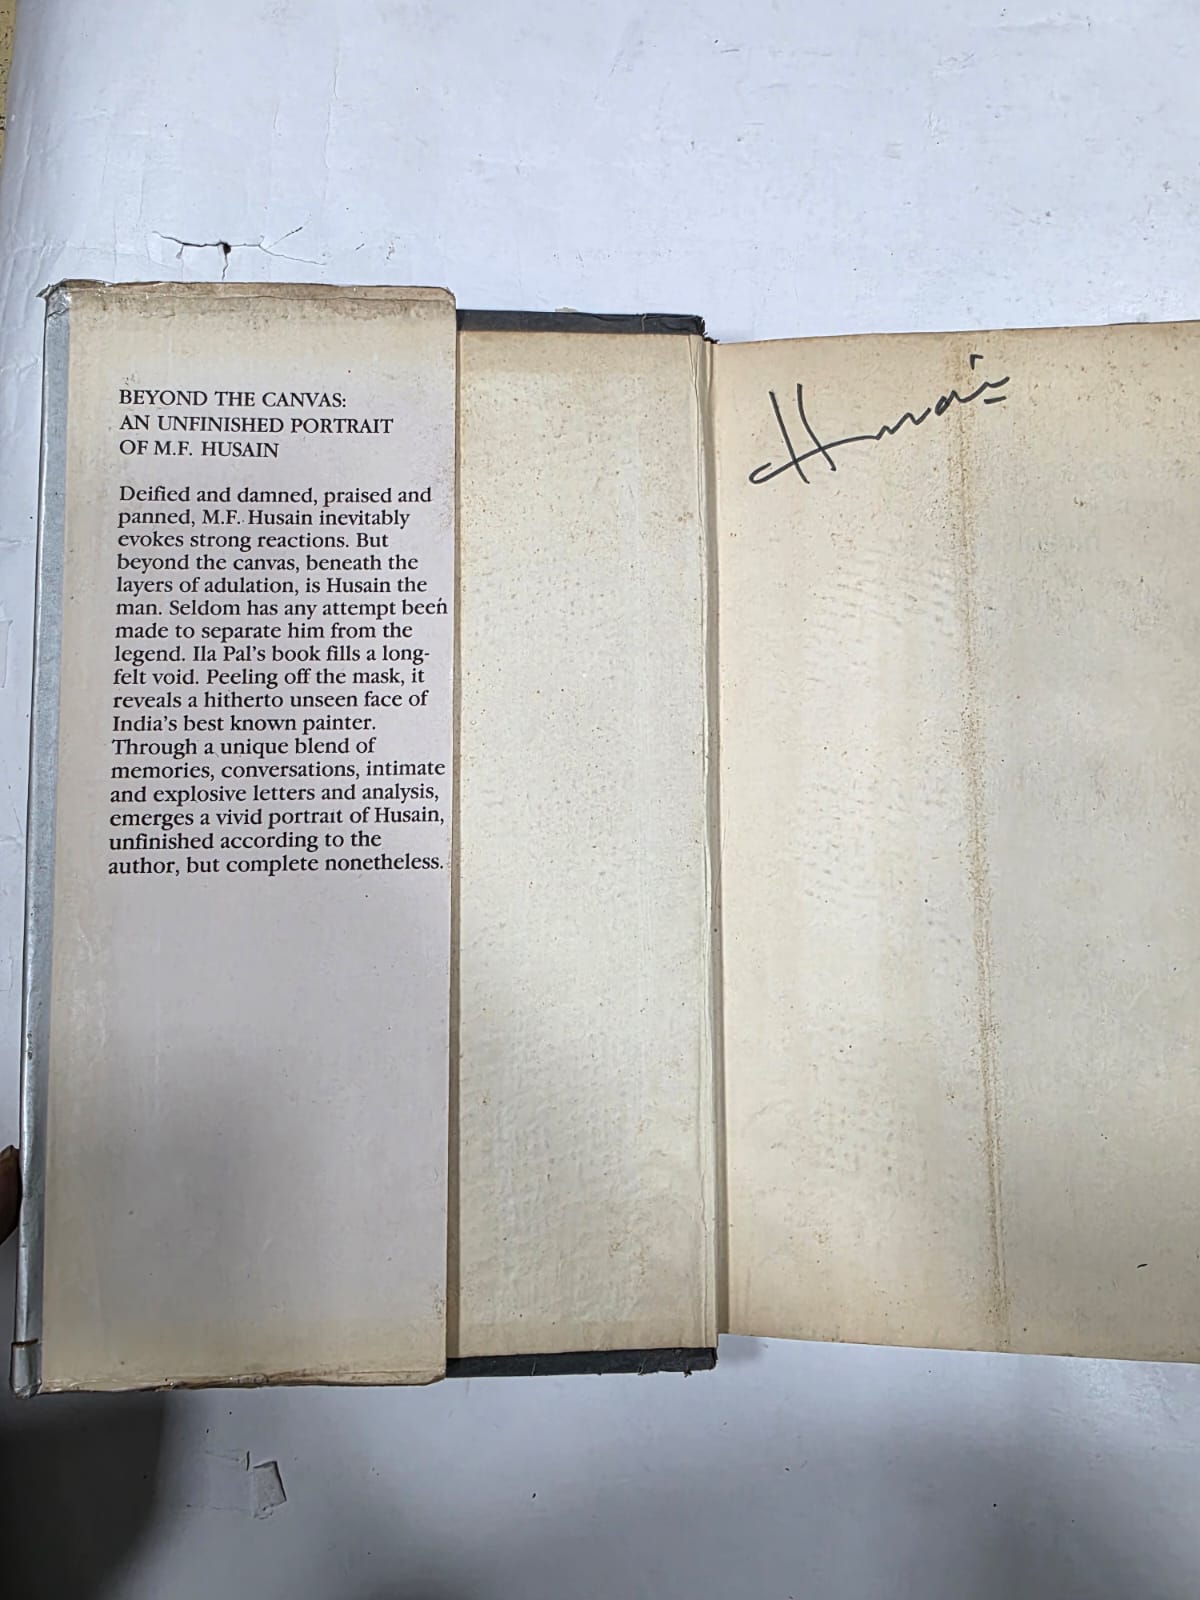 BEYOND THE CANVAS:
AN UNFINISHED PORTRAIT
OF M.F. HUSAIN
Deified and damned, praised and
panned, M.F. Husain inevitably
evokes strong reactions. But
beyond the canvas, beneath the
layers of adulation, is Husain the
man. Seldom has any attempt been
made to separate him from the
legend. Ila Pal's book fills a long-
felt void. Peeling off the mask, it
reveals a hitherto unseen face of
India's best known painter.
Through a unique blend of
memories, conversations, intimate
and explosive letters and analysis,
emerges a vivid portrait of Husain,
unfinished according to the
author, but complete nonetheless.
Husain